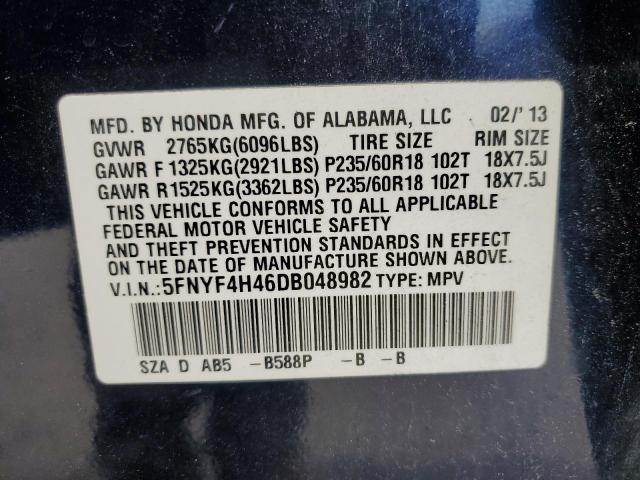 MFD. BY HONDA MFG. OF ALABAMA, LLC 02/' 13
GVWR 2765KG(6096LBS) TIRE SIZE RIM SIZE
GAWR F 1325KG(2921LBS) P235/60R18 102T 18X7.5J
GAWR R1525KG(3362LBS) P235/60R18 102T 18X7.5J
THIS VEHICLE CONFORMS TO ALL APPLICABLE
FEDERAL MOTOR VEHICLE SAFETY
AND THEFT PREVENTION STANDARDS IN EFFECT
ON THE DATE OF MANUFACTURE SHOWN ABOVE.
V.I.N.:5FNYF4H46DB048982 TYPE: MPV
SZA D AB5 -B588P -B -B